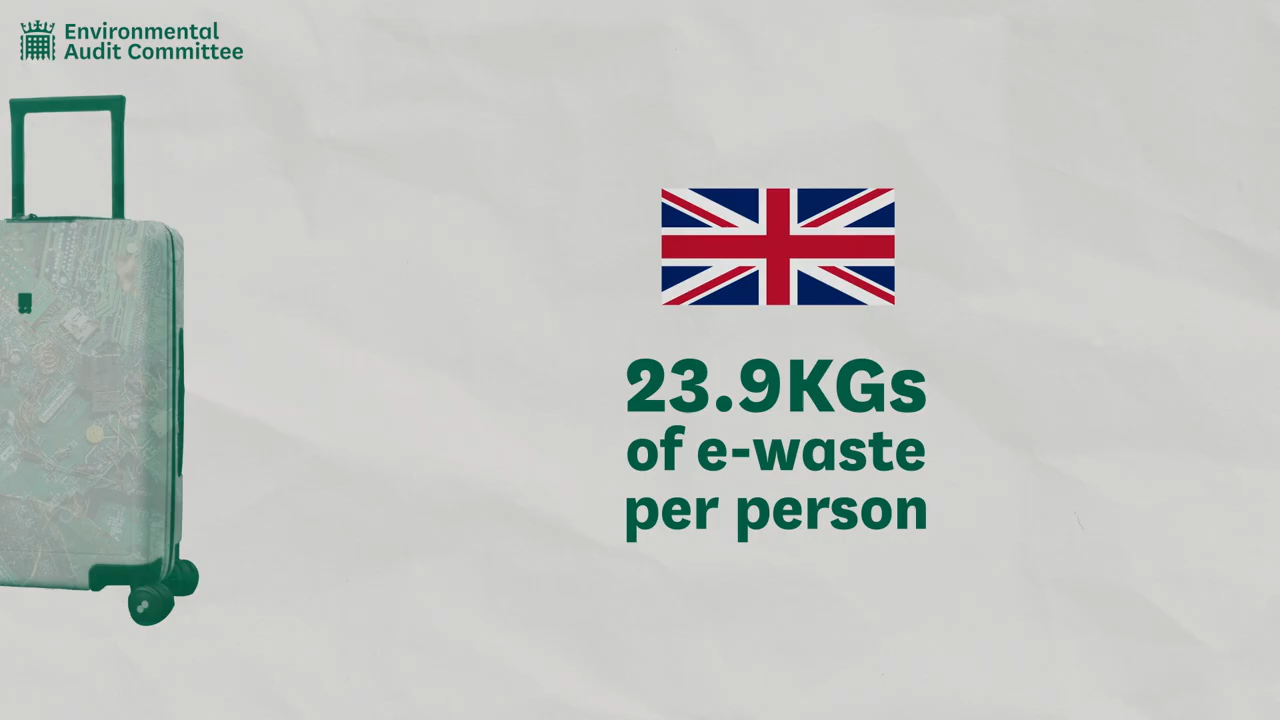 Environmental
Audit Committee
23.9KGs
of e-waste
per person